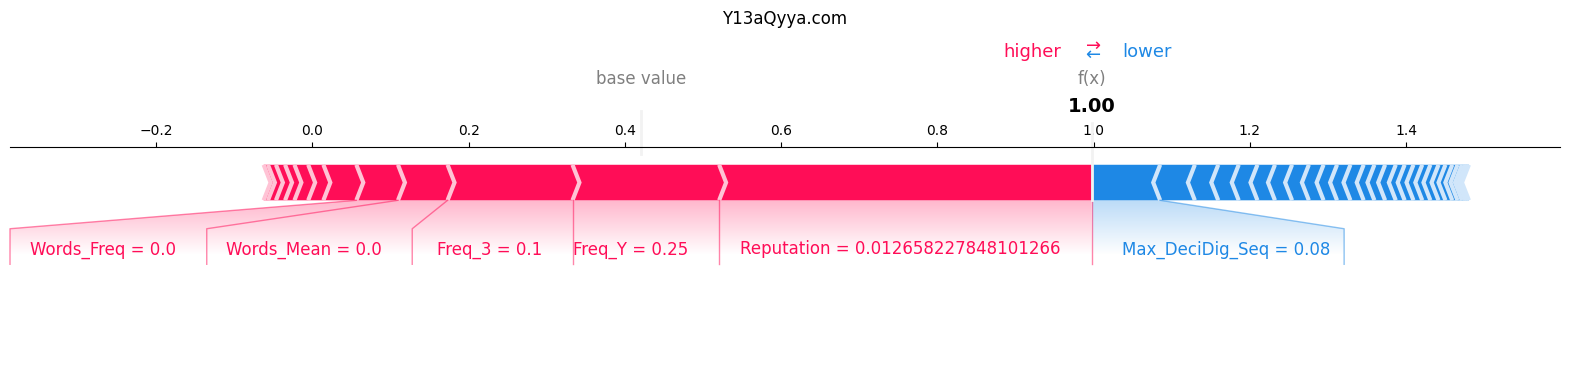 Y13aQyya.com
higher → ← lower
base value f(x)
1.00
−0.2 0.0 0.2 0.4 0.6 0.8 1.0 1.2 1.4
Words_Freq = 0.0 Words_Mean = 0.0 Freq_3 = 0.1 Freq_Y = 0.25 Reputation = 0.012658227848101266 Max_DeciDig_Seq = 0.08